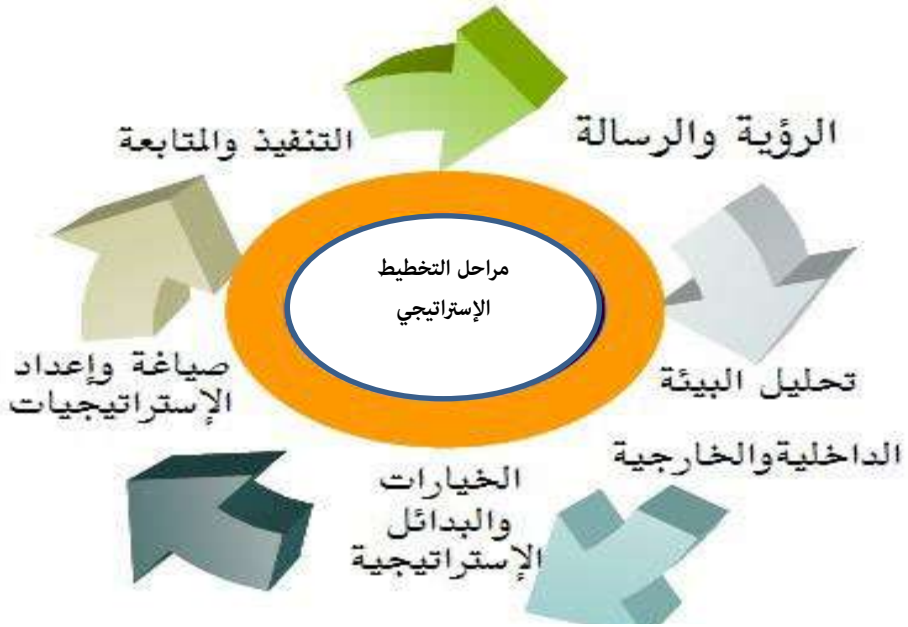 مراحل التخطيط
الإستراتيجي
الرؤية والرسالة
تحليل البيئة
الداخليةوالخارجية
الخيارات
والبدائل
الإستراتيجية
صياغة وإعداد
الإستراتيجيات
التنفيذ والمتابعة